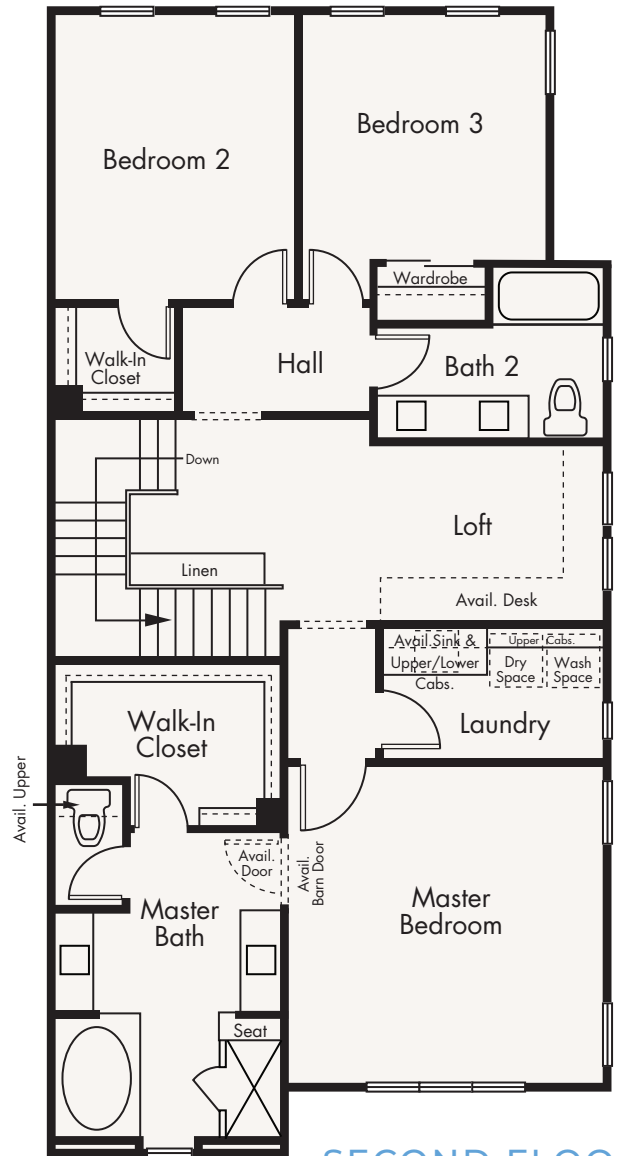 Bedroom 2
Bedroom 3
Wardrobe
Walk-In
Closet
Hall
Bath 2
Down
Loft
Linen
Avail. Desk
Avail.Sink &
Upper/Lower
Cabs.
Upper Cabs.
Dry
Space
Wash
Space
Laundry
Walk-In
Closet
Avail. Upper
Avail.
Door
Avail.
Barn Door
Master
Bath
Master
Bedroom
Seat
SECOND FLOO